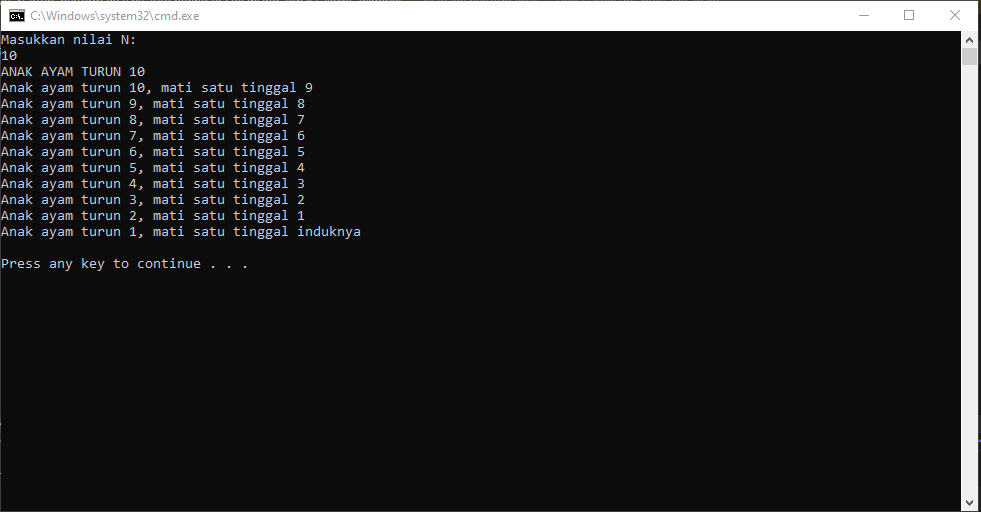 C:\Windows\system32\cmd.exe
Masukkan nilai N:
10
ANAK AYAM TURUN 10
Anak ayam turun 10, mati satu tinggal 9
Anak ayam turun 9, mati satu tinggal 8
Anak ayam turun 8, mati satu tinggal 7
Anak ayam turun 7, mati satu tinggal 6
Anak ayam turun 6, mati satu tinggal 5
Anak ayam turun 5, mati satu tinggal 4
Anak ayam turun 4, mati satu tinggal 3
Anak ayam turun 3, mati satu tinggal 2
Anak ayam turun 2, mati satu tinggal 1
Anak ayam turun 1, mati satu tinggal induknya
Press any key to continue . . .